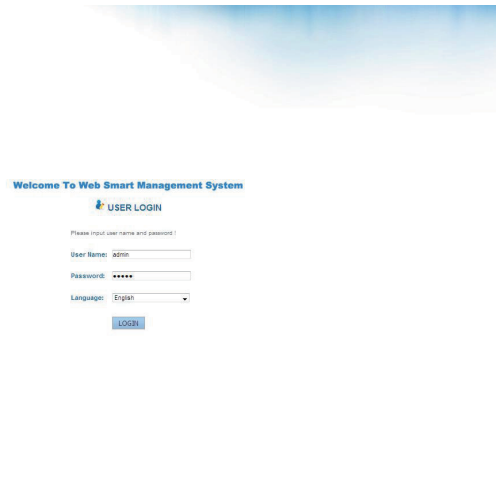 Welcome To Web Smart Management System
USER LOGIN
Please input user name and password !
User Name: admin
Password: •••••
Language: English
LOGIN